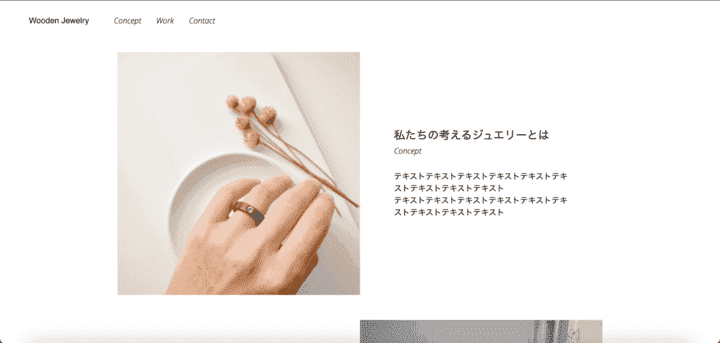 Wooden Jewelry Concept Work Contact
私たちの考えるジュエリーとは
Concept
テキストテキストテキストテキストテキストテキ
ストテキストテキストテキスト
テキストテキストテキストテキストテキストテキ
ストテキストテキストテキスト